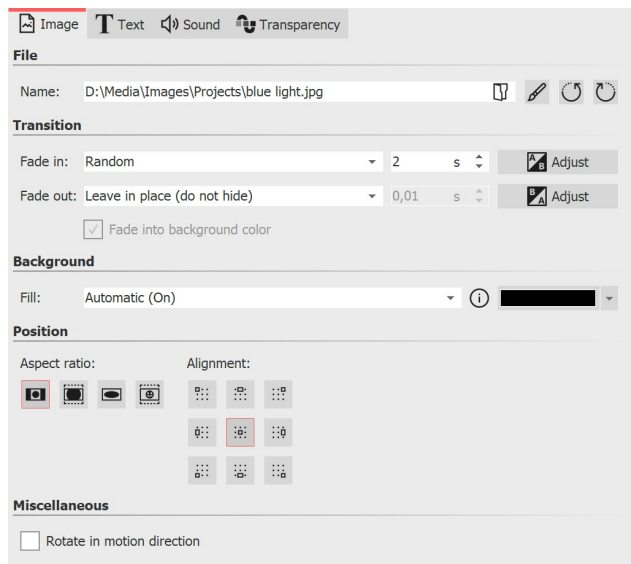 Image Text Sound Transparency
File
Name: D:\Media\Images\Projects\blue light.jpg
Transition
Fade in: Random 2 s A B Adjust
Fade out: Leave in place (do not hide) 0,01 s B A Adjust
Fade into background color
Background
Fill: Automatic (On)
Position
Aspect ratio: Alignment:
Miscellaneous
Rotate in motion direction